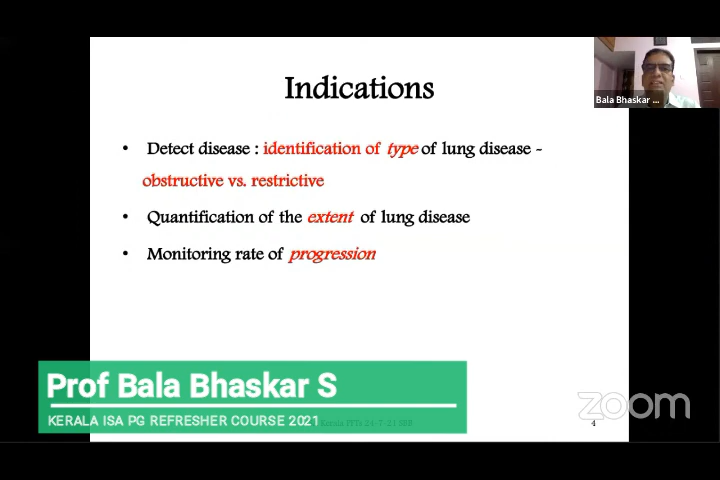 Indications
Bala Bhaskar ...
• Detect disease : identification of type of lung disease -
obstructive vs. restrictive
• Quantification of the extent of lung disease
• Monitoring rate of progression
Prof Bala Bhaskar S
KERALA ISA PG REFRESHER COURSE 2021
zoom
4